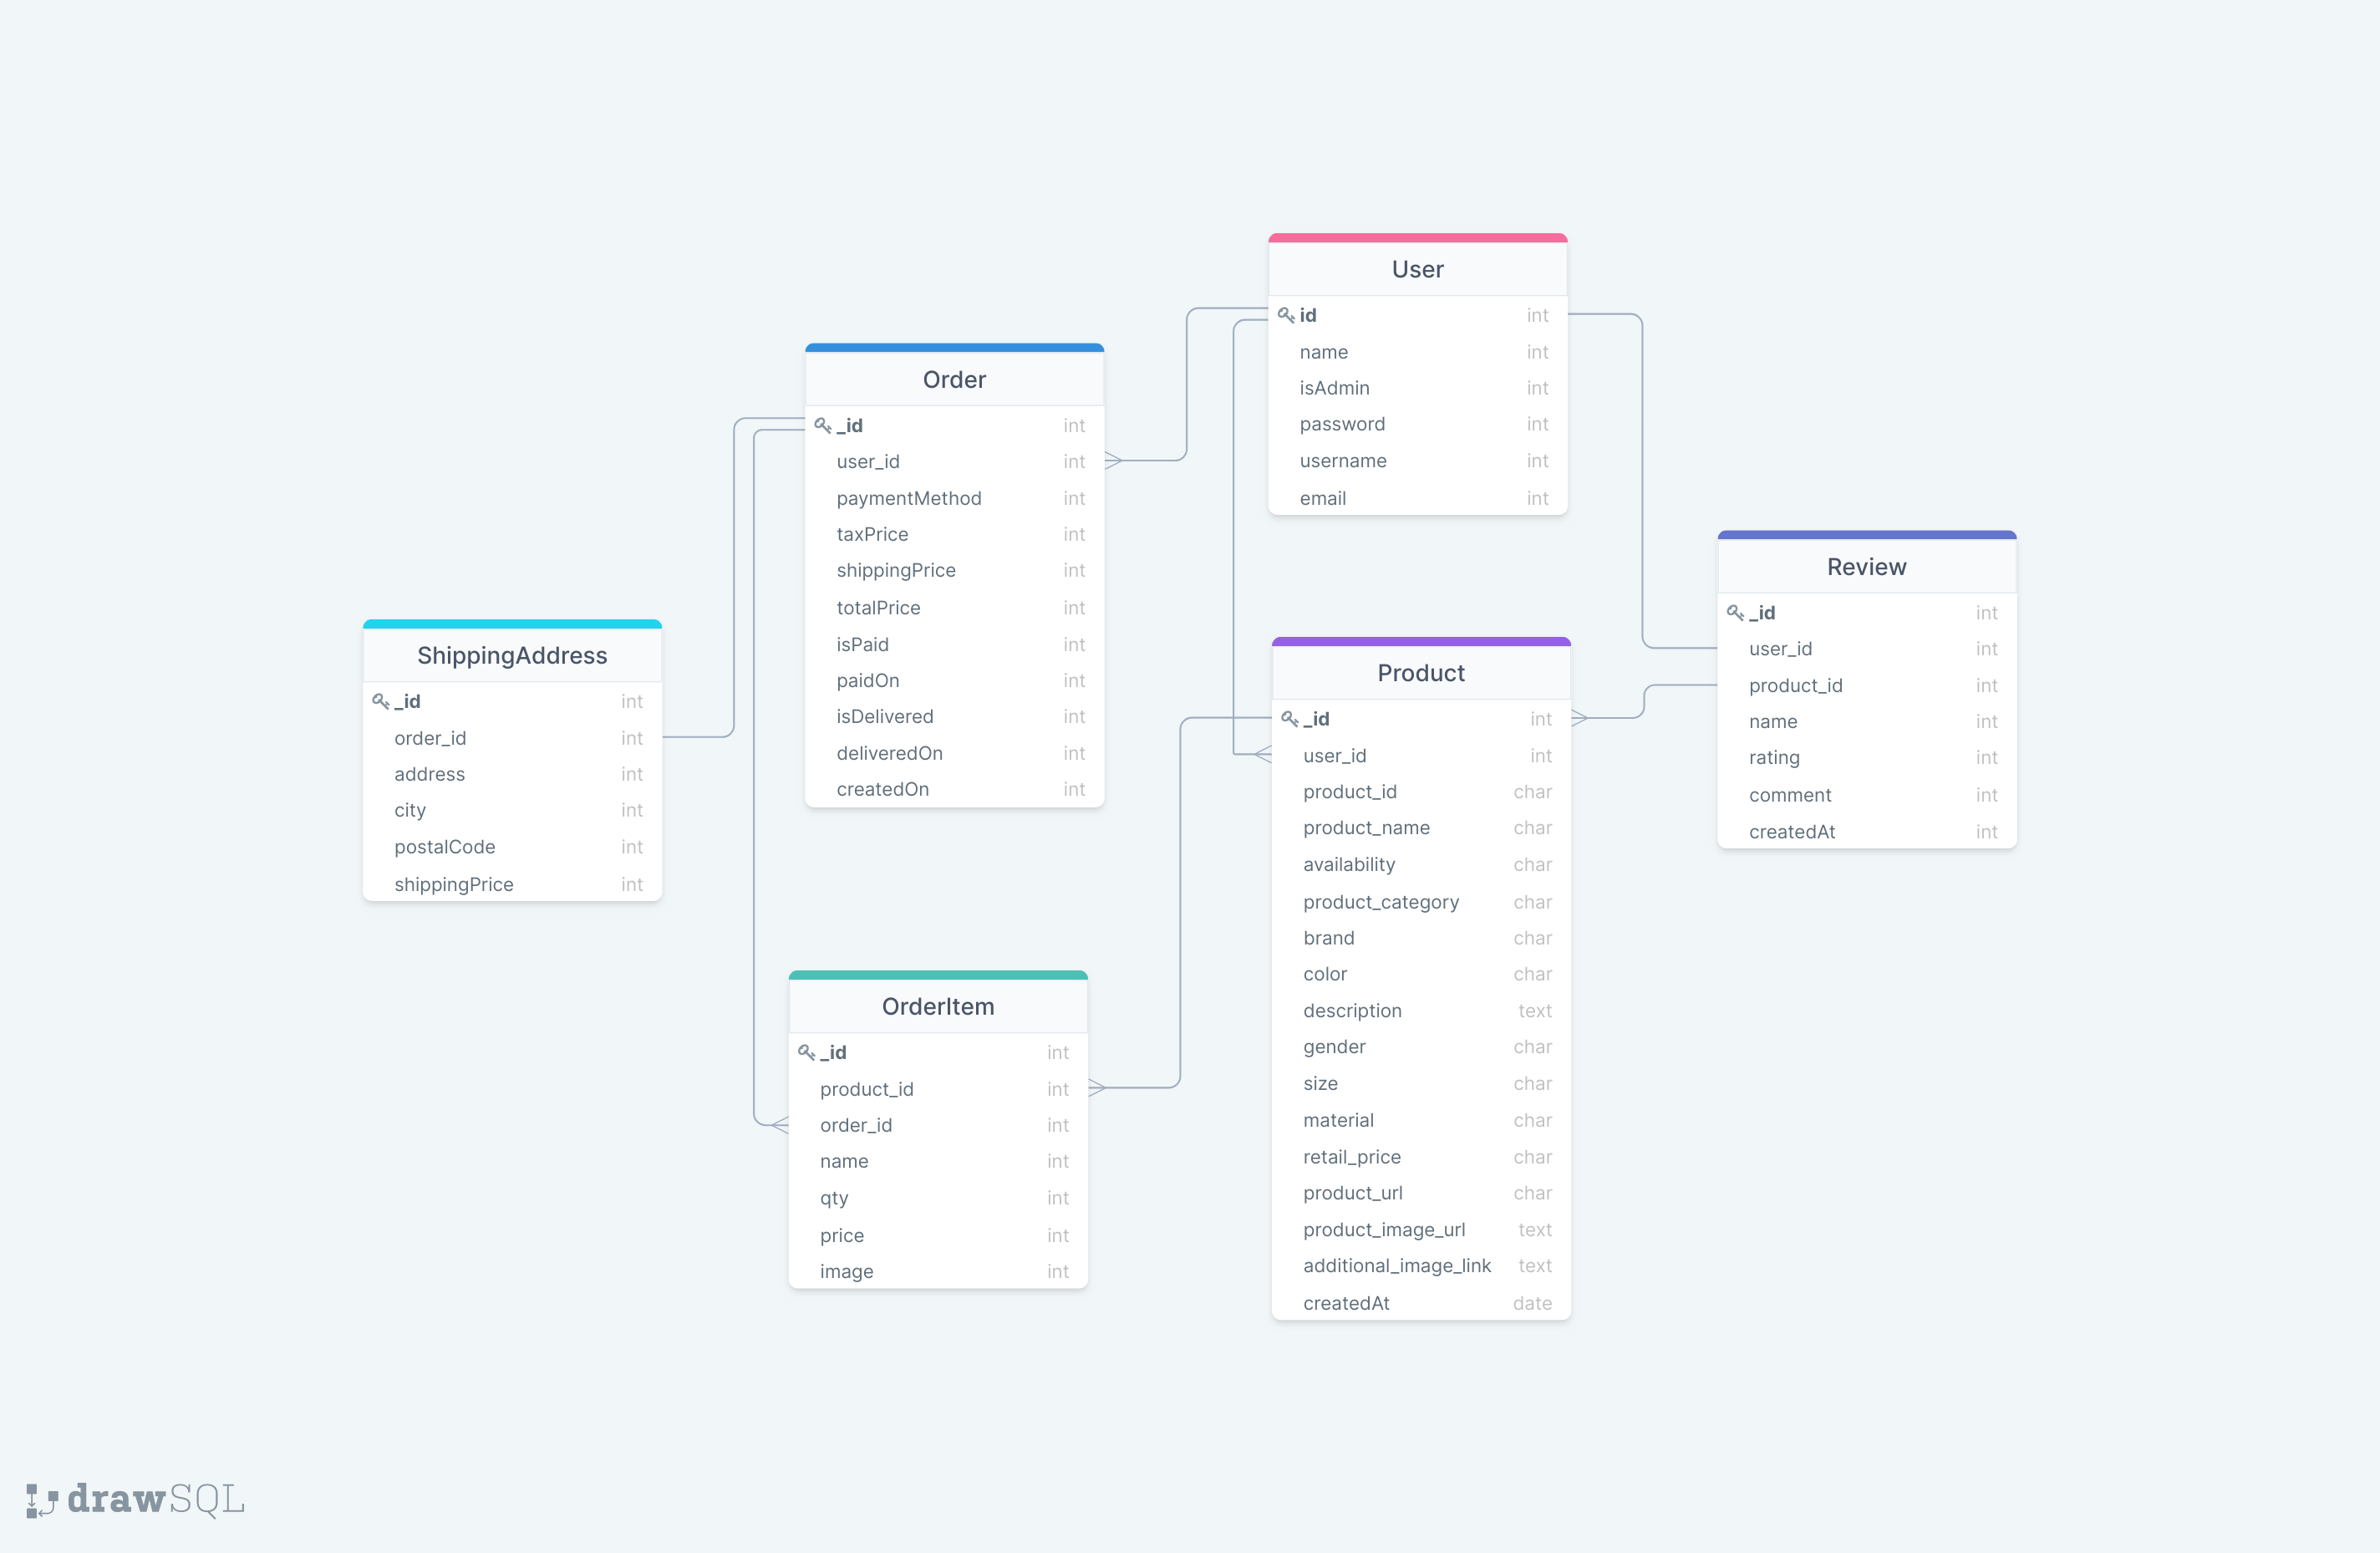 User
id int
name int
isAdmin int
password int
username int
email int
Order
_id int
user_id int
paymentMethod int
taxPrice int
shippingPrice int
totalPrice int
isPaid int
paidOn int
isDelivered int
deliveredOn int
createdOn int
Review
_id int
user_id int
product_id int
name int
rating int
comment int
createdAt int
ShippingAddress
_id int
order_id int
address int
city int
postalCode int
shippingPrice int
Product
_id int
user_id int
product_id char
product_name char
availability char
product_category char
brand char
color char
description text
gender char
size char
material char
retail_price char
product_url char
product_image_url text
additional_image_link text
createdAt date
OrderItem
_id int
product_id int
order_id int
name int
qty int
price int
image int
drawSQL